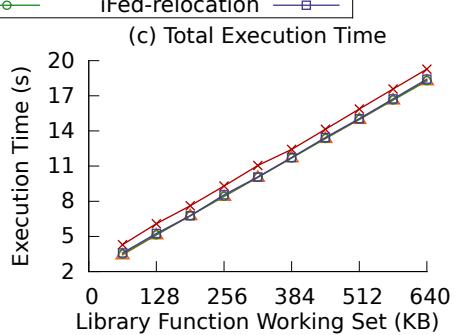 iFed-relocation
(c) Total Execution Time
Execution Time (s)
20
17
14
11
8
5
2
0 128 256 384 512 640
Library Function Working Set (KB)